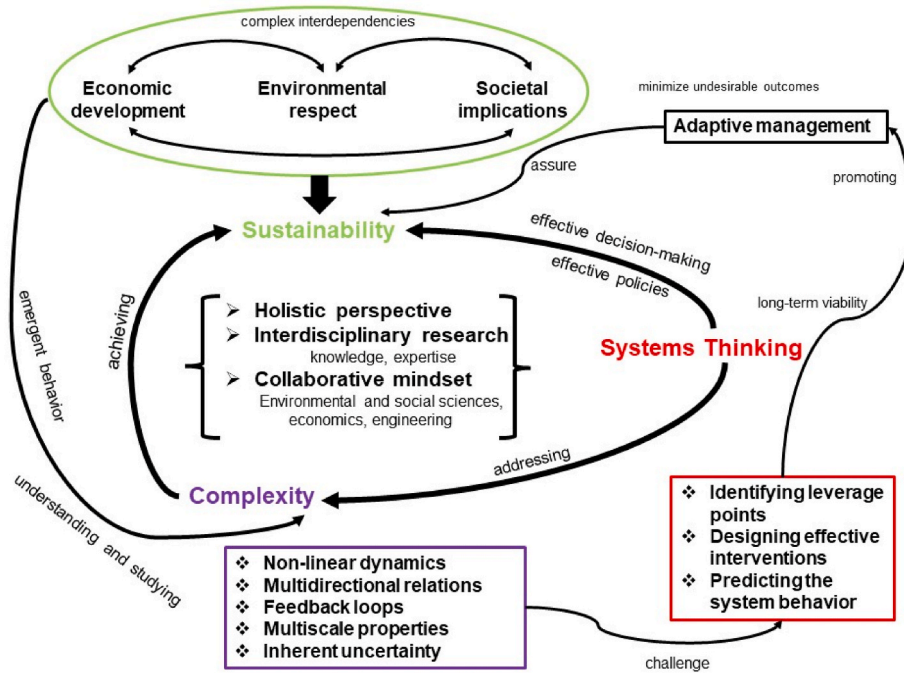 complex interdependencies
Economic
development
Environmental
respect
Societal
implications
minimize undesirable outcomes
Adaptive management
assure
promoting
Sustainability
effective decision-making
effective policies
long-term viability
achieving
emergent behavior
➢ Holistic perspective
➢ Interdisciplinary research
knowledge, expertise
➢ Collaborative mindset
Environmental and social sciences,
economics, engineering
Systems Thinking
addressing
Complexity
understanding and studying
❖ Identifying leverage
points
❖ Designing effective
interventions
❖ Predicting the
system behavior
❖ Non-linear dynamics
❖ Multidirectional relations
❖ Feedback loops
❖ Multiscale properties
❖ Inherent uncertainty
challenge